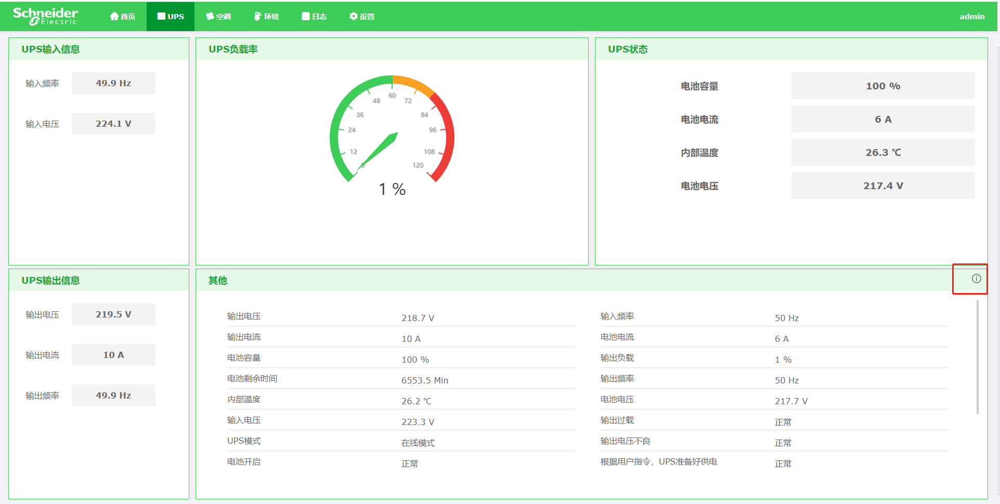 Schneider Electric
首页
UPS
空调
环境
日志
设置
admin
UPS输入信息
输入频率 49.9 Hz
输入电压 224.1 V
UPS负载率
0
12
24
36
48
60
72
84
96
108
120
1 %
UPS状态
电池容量 100 %
电池电流 6 A
内部温度 26.3 ℃
电池电压 217.4 V
UPS输出信息
输出电压 219.5 V
输出电流 10 A
输出频率 49.9 Hz
其他
输出电压 218.7 V 输入频率 50 Hz
输出电流 10 A 电池电流 6 A
电池容量 100 % 输出负载 1 %
电池剩余时间 6553.5 Min 输出频率 50 Hz
内部温度 26.2 ℃ 电池电压 217.7 V
输入电压 223.3 V 输出过载 正常
UPS模式 在线模式 输出电压不良 正常
电池开启 正常 根据用户指令，UPS准备好供电 正常